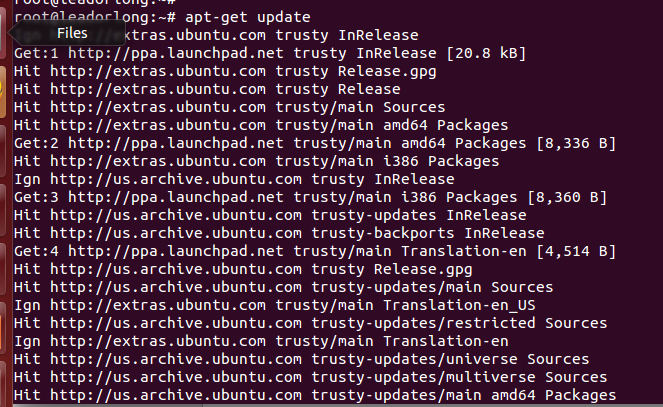 root@leadorlong:~#
root@leadorlong:~# apt-get update
Files
Ign http://extras.ubuntu.com trusty InRelease
Get:1 http://ppa.launchpad.net trusty InRelease [20.8 kB]
Hit http://extras.ubuntu.com trusty Release.gpg
Hit http://extras.ubuntu.com trusty Release
Hit http://extras.ubuntu.com trusty/main Sources
Hit http://extras.ubuntu.com trusty/main amd64 Packages
Get:2 http://ppa.launchpad.net trusty/main amd64 Packages [8,336 B]
Hit http://extras.ubuntu.com trusty/main i386 Packages
Ign http://us.archive.ubuntu.com trusty InRelease
Get:3 http://ppa.launchpad.net trusty/main i386 Packages [8,360 B]
Hit http://us.archive.ubuntu.com trusty-updates InRelease
Hit http://us.archive.ubuntu.com trusty-backports InRelease
Get:4 http://ppa.launchpad.net trusty/main Translation-en [4,514 B]
Hit http://us.archive.ubuntu.com trusty Release.gpg
Hit http://us.archive.ubuntu.com trusty-updates/main Sources
Ign http://extras.ubuntu.com trusty/main Translation-en_US
Hit http://us.archive.ubuntu.com trusty-updates/restricted Sources
Ign http://extras.ubuntu.com trusty/main Translation-en
Hit http://us.archive.ubuntu.com trusty-updates/universe Sources
Hit http://us.archive.ubuntu.com trusty-updates/multiverse Sources
Hit http://us.archive.ubuntu.com trusty-updates/main amd64 Packages